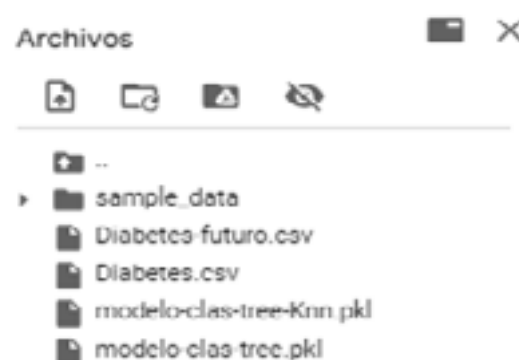 Archivos
..
sample_data
Diabetes-futuro.csv
Diabetes.csv
modelo-clas-tree-Knn.pkl
modelo-clas-tree.pkl